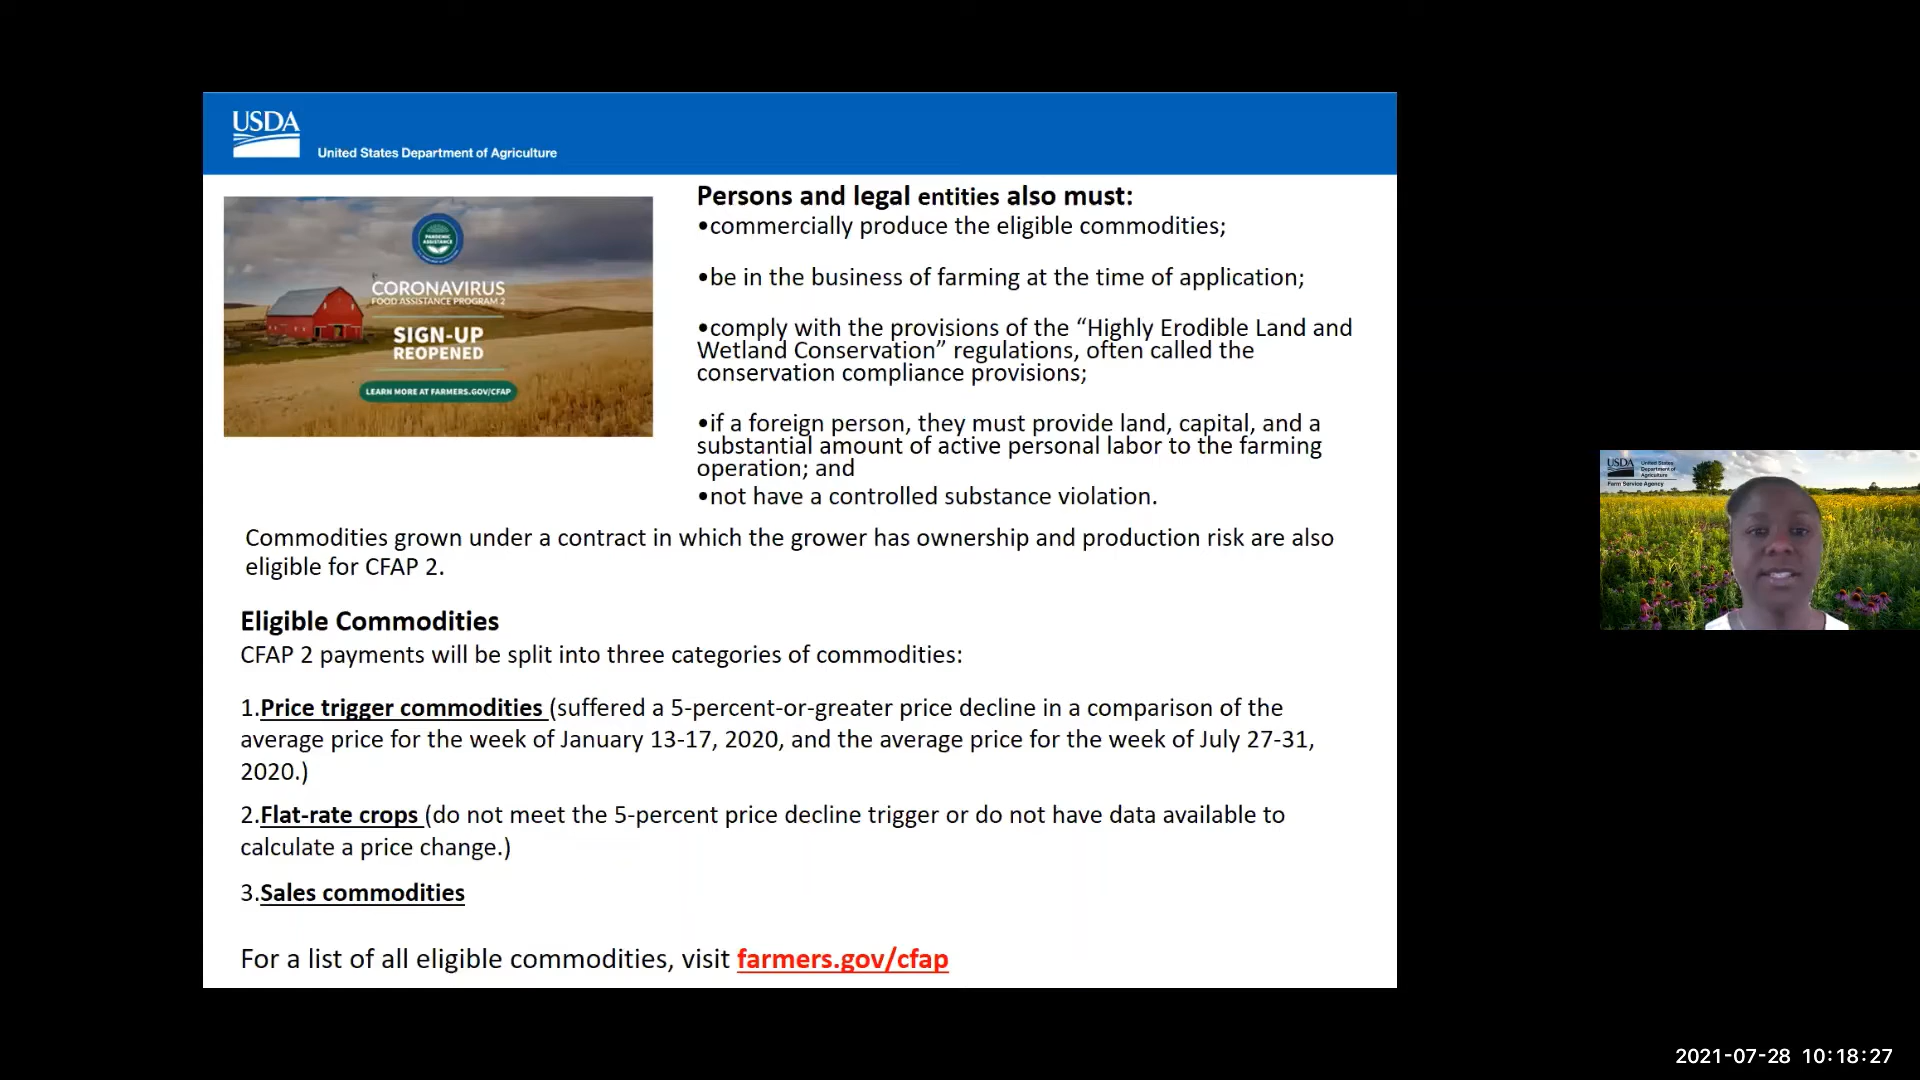 USDA
United States Department of Agriculture
PANDEMIC
ASSISTANCE
CORONAVIRUS
FOOD ASSISTANCE PROGRAM 2
SIGN-UP
REOPENED
LEARN MORE AT FARMERS.GOV/CFAP
Persons and legal entities also must:
•commercially produce the eligible commodities;
•be in the business of farming at the time of application;
•comply with the provisions of the “Highly Erodible Land and
Wetland Conservation” regulations, often called the
conservation compliance provisions;
•if a foreign person, they must provide land, capital, and a
substantial amount of active personal labor to the farming
operation; and
•not have a controlled substance violation.
Commodities grown under a contract in which the grower has ownership and production risk are also
eligible for CFAP 2.
Eligible Commodities
CFAP 2 payments will be split into three categories of commodities:
1.Price trigger commodities (suffered a 5-percent-or-greater price decline in a comparison of the
average price for the week of January 13-17, 2020, and the average price for the week of July 27-31,
2020.)
2.Flat-rate crops (do not meet the 5-percent price decline trigger or do not have data available to
calculate a price change.)
3.Sales commodities
For a list of all eligible commodities, visit farmers.gov/cfap
USDA
United States
Department of
Agriculture
Farm Service Agency
2021-07-28 10:18:27